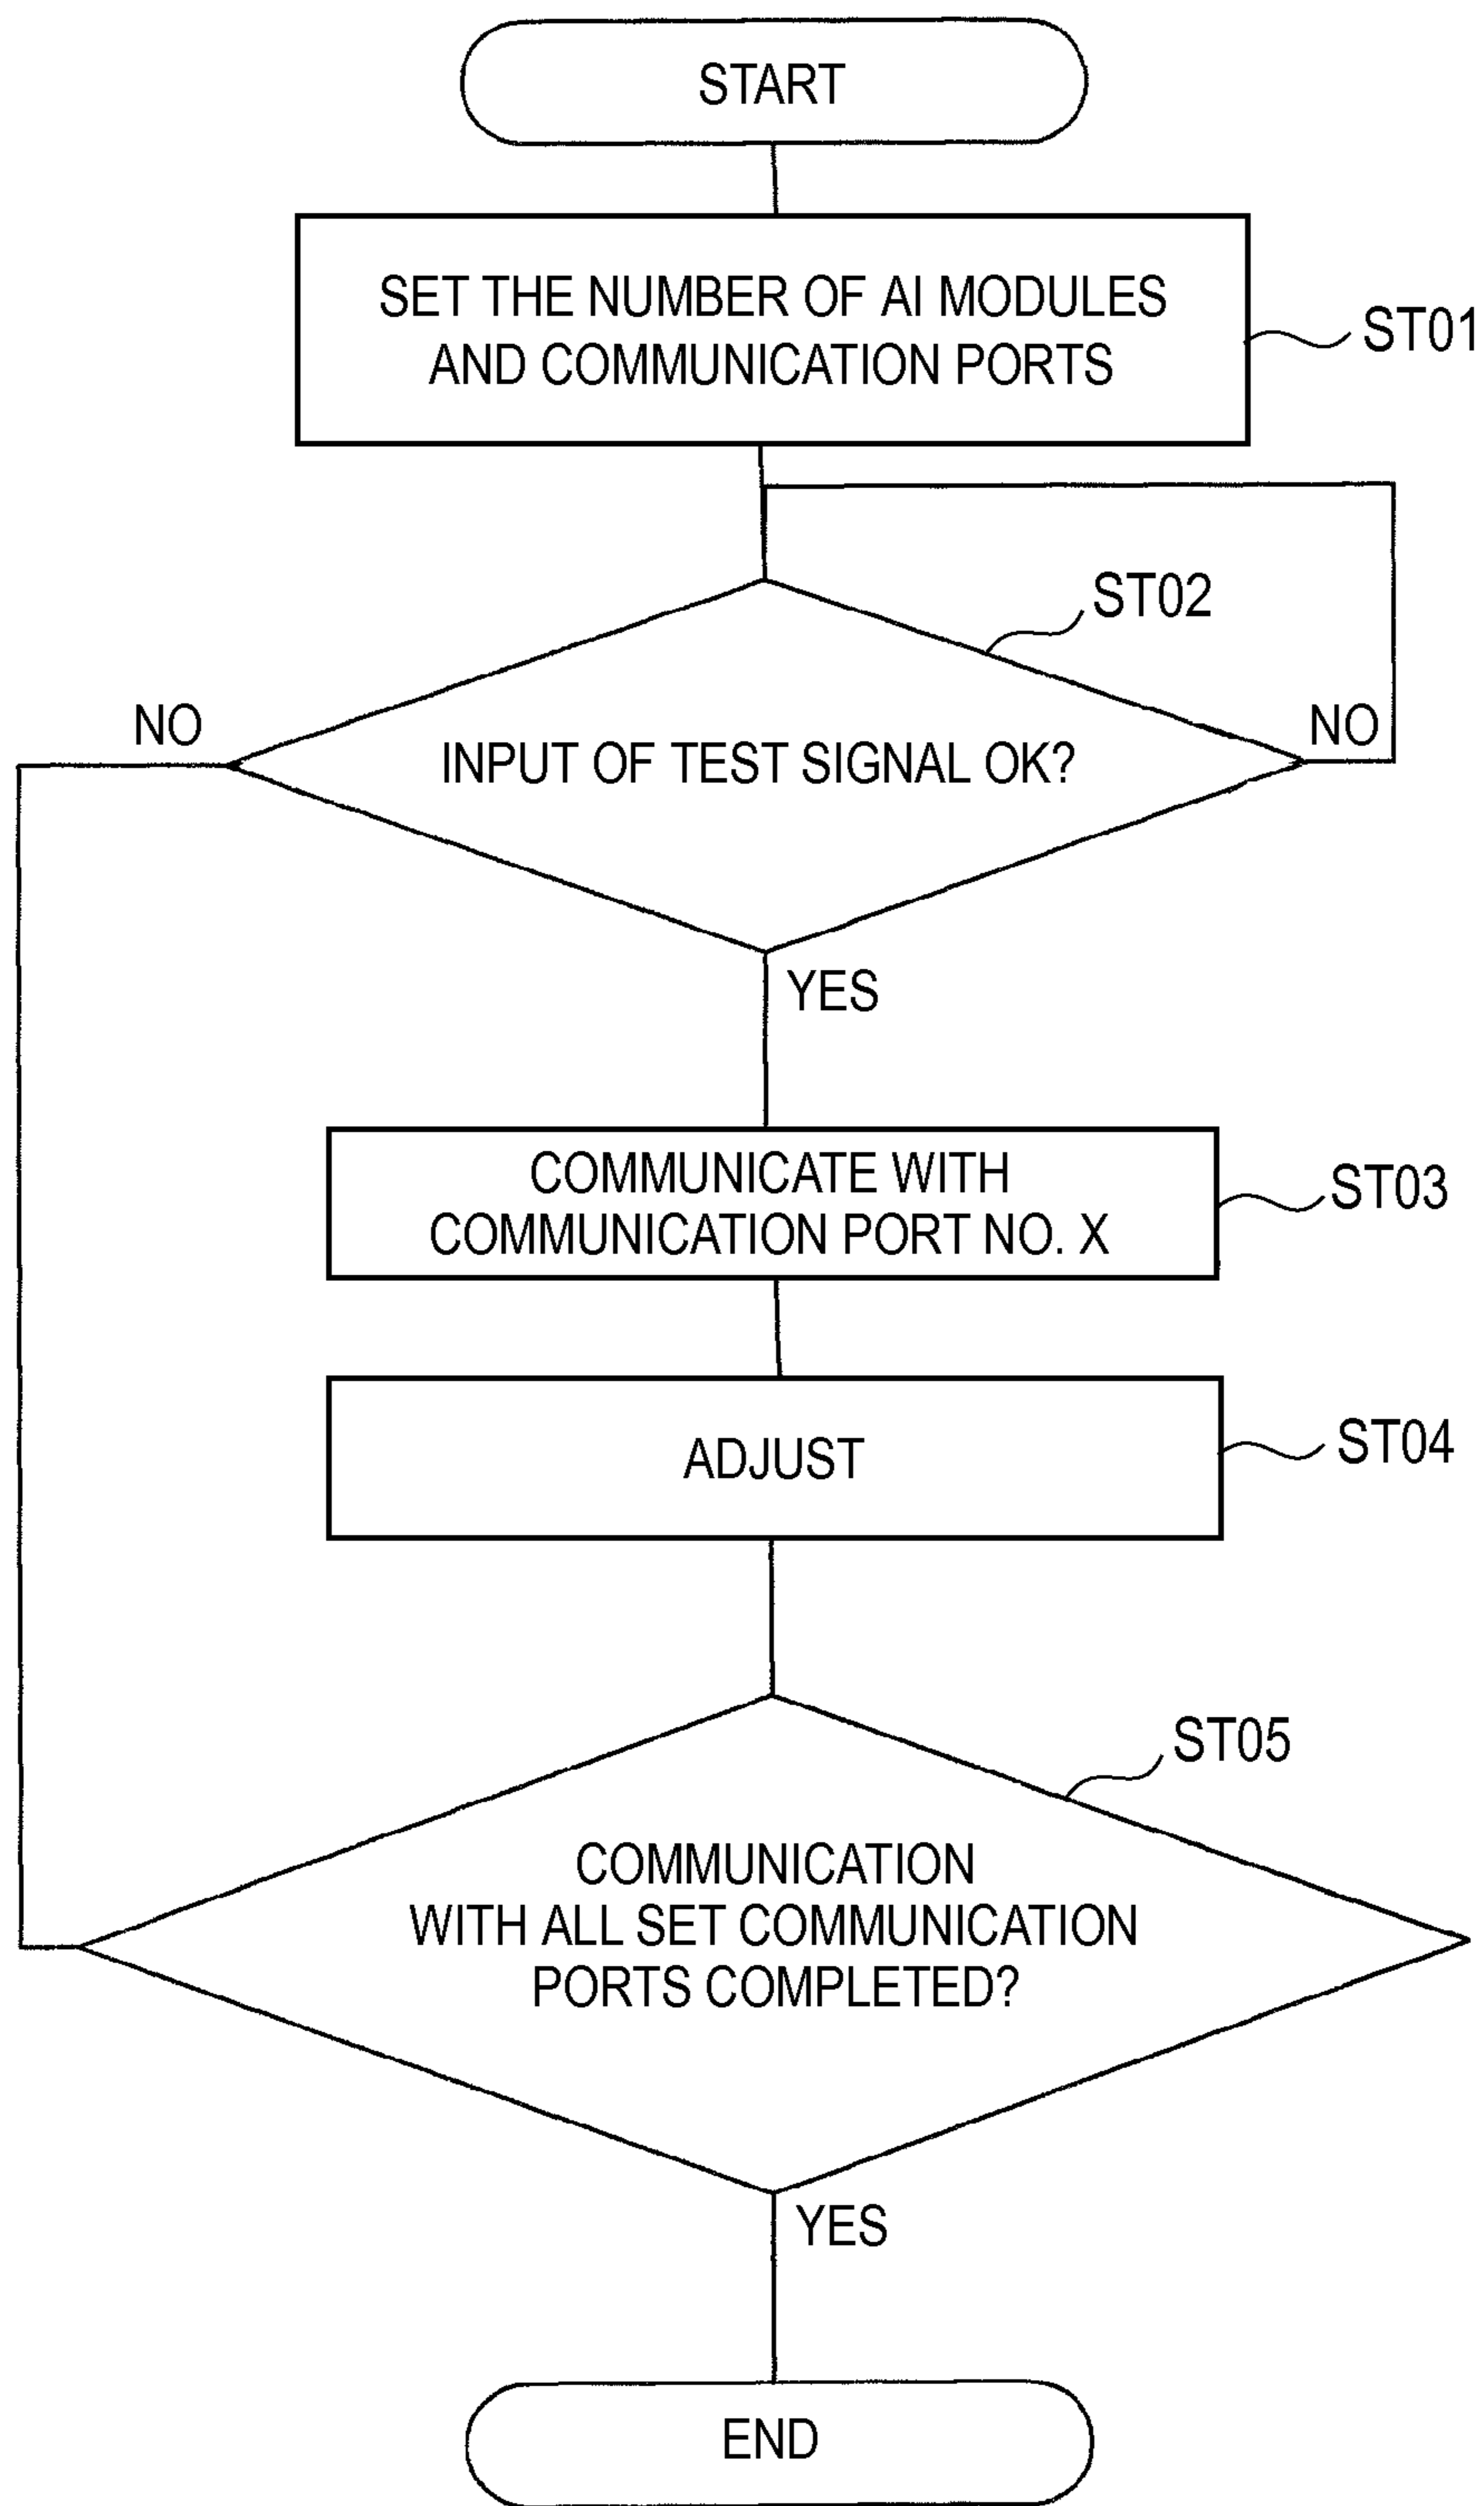 START
SET THE NUMBER OF AI MODULES
AND COMMUNICATION PORTS
ST01
ST02
NO
INPUT OF TEST SIGNAL OK?
NO
YES
COMMUNICATE WITH
COMMUNICATION PORT NO. X
ST03
ADJUST
ST04
ST05
COMMUNICATION
WITH ALL SET COMMUNICATION
PORTS COMPLETED?
YES
END